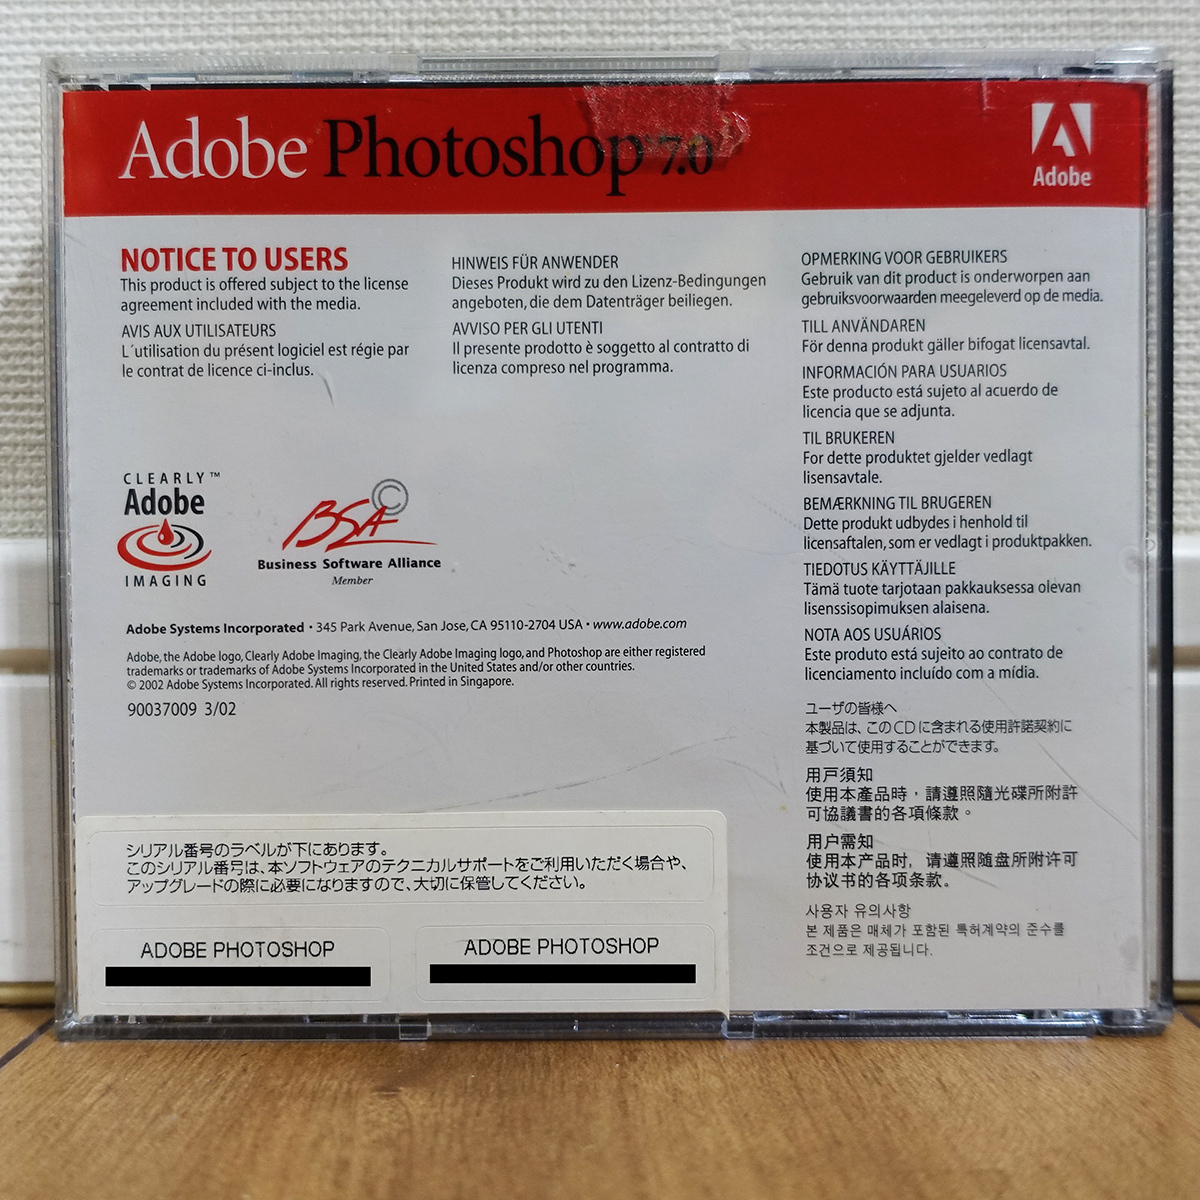 Adobe Photoshop 7.0
Adobe
NOTICE TO USERS
This product is offered subject to the license
agreement included with the media.
AVIS AUX UTILISATEURS
L´utilisation du présent logiciel est régie par
le contrat de licence ci-inclus.
HINWEIS FÜR ANWENDER
Dieses Produkt wird zu den Lizenz-Bedingungen
angeboten, die dem Datenträger beiliegen.
AVVISO PER GLI UTENTI
Il presente prodotto è soggetto al contratto di
licenza compreso nel programma.
OPMERKING VOOR GEBRUIKERS
Gebruik van dit product is onderworpen aan
gebruiksvoorwaarden meegeleverd op de media.
TILL ANVÄNDAREN
För denna produkt gäller bifogat licensavtal.
INFORMACIÓN PARA USUARIOS
Este producto está sujeto al acuerdo de
licencia que se adjunta.
TIL BRUKEREN
For dette produktet gjelder vedlagt
lisensavtale.
BEMÆRKNING TIL BRUGEREN
Dette produkt udbydes i henhold til
licensaftalen, som er vedlagt i produktpakken.
TIEDOTUS KÄYTTÄJILLE
Tämä tuote tarjotaan pakkauksessa olevan
lisenssisopimuksen alaisena.
NOTA AOS USUÁRIOS
Este produto está sujeito ao contrato de
licenciamento incluído com a mídia.
ユーザの皆様へ
本製品は、このCDに含まれる使用許諾契約に
基づいて使用することができます。
用戸須知
使用本產品時，請遵照隨光碟所附許
可協議書的各項條款。
用户需知
使用本产品时，请遵照随盘所附许可
协议书的各项条款。
사용자 유의사항
본 제품은 매체가 포함된 특허계약의 준수를
조건으로 제공됩니다.
CLEARLY™
Adobe
IMAGING
BSA ©
Business Software Alliance
Member
Adobe Systems Incorporated • 345 Park Avenue, San Jose, CA 95110-2704 USA • www.adobe.com
Adobe, the Adobe logo, Clearly Adobe Imaging, the Clearly Adobe Imaging logo, and Photoshop are either registered
trademarks or trademarks of Adobe Systems Incorporated in the United States and/or other countries.
© 2002 Adobe Systems Incorporated. All rights reserved. Printed in Singapore.
90037009 3/02
シリアル番号のラベルが下にあります。
このシリアル番号は、本ソフトウェアのテクニカルサポートをご利用いただく場合や、
アップグレードの際に必要になりますので、大切に保管してください。
ADOBE PHOTOSHOP
ADOBE PHOTOSHOP